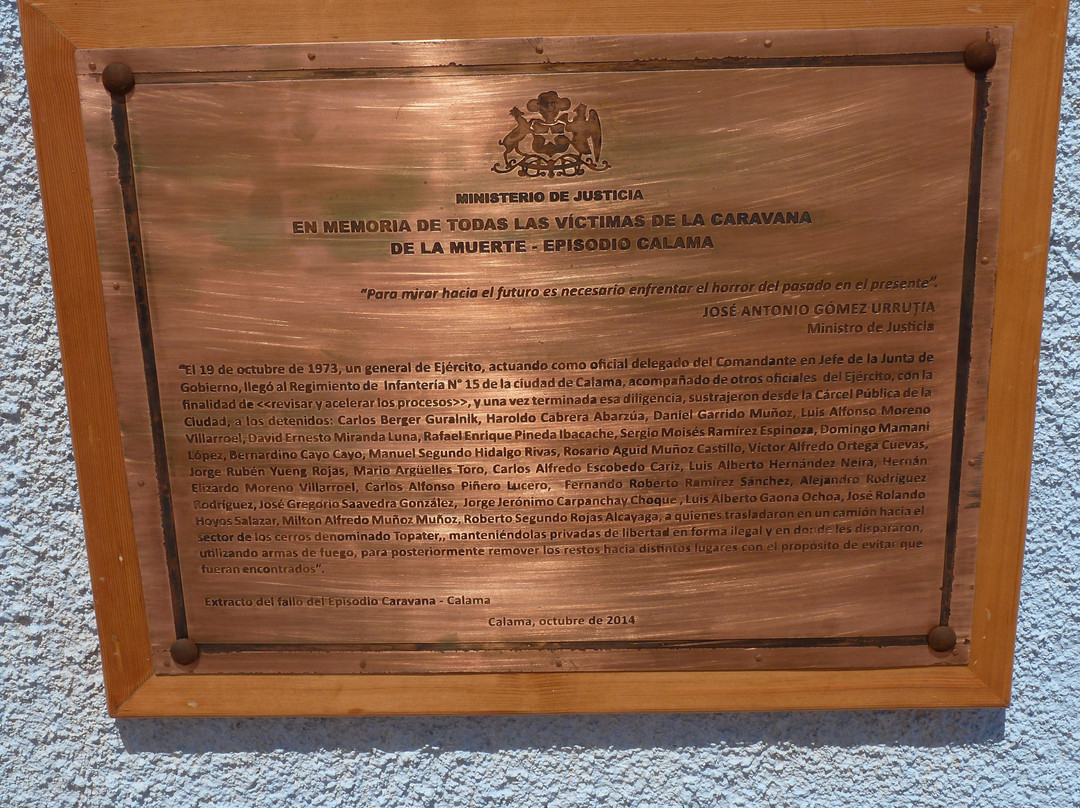 MINISTERIO DE JUSTICIA
EN MEMORIA DE TODAS LAS VÍCTIMAS DE LA CARAVANA
DE LA MUERTE - EPISODIO CALAMA
“Para mirar hacia el futuro es necesario enfrentar el horror del pasado en el presente”.
JOSÉ ANTONIO GÓMEZ URRUTIA
Ministro de Justicia
“El 19 de octubre de 1973, un general de Ejército, actuando como oficial delegado del Comandante en Jefe de la Junta de
Gobierno, llegó al Regimiento de Infantería N° 15 de la ciudad de Calama, acompañado de otros oficiales del Ejército, con la
finalidad de <<revisar y acelerar los procesos>>, y una vez terminada esa diligencia, sustrajeron desde la Cárcel Pública de la
Ciudad, a los detenidos: Carlos Berger Guralnik, Haroldo Cabrera Abarzúa, Daniel Garrido Muñoz, Luis Alfonso Moreno
Villarroel, David Ernesto Miranda Luna, Rafael Enrique Pineda Ibacache, Sergio Moisés Ramírez Espinoza, Domingo Mamani
López, Bernardino Cayo Cayo, Manuel Segundo Hidalgo Rivas, Rosario Aguid Muñoz Castillo, Víctor Alfredo Ortega Cuevas,
Jorge Rubén Yueng Rojas, Mario Argüelles Toro, Carlos Alfredo Escobedo Cariz, Luis Alberto Hernández Neira, Hernán
Elizardo Moreno Villarroel, Carlos Alfonso Piñero Lucero, Fernando Roberto Ramírez Sánchez, Alejandro Rodríguez
Rodríguez, José Gregorio Saavedra González, Jorge Jerónimo Carpanchay Choque, Luis Alberto Gaona Ochoa, José Rolando
Hoyos Salazar, Milton Alfredo Muñoz Muñoz, Roberto Segundo Rojas Alcayaga, a quienes trasladaron en un camión hacia el
sector de los cerros denominado Topater,, manteniéndolas privadas de libertad en forma ilegal y en donde les dispararon,
utilizando armas de fuego, para posteriormente remover los restos hacia distintos lugares con el propósito de evitar que
fueran encontrados”.
Extracto del fallo del Episodio Caravana - Calama
Calama, octubre de 2014